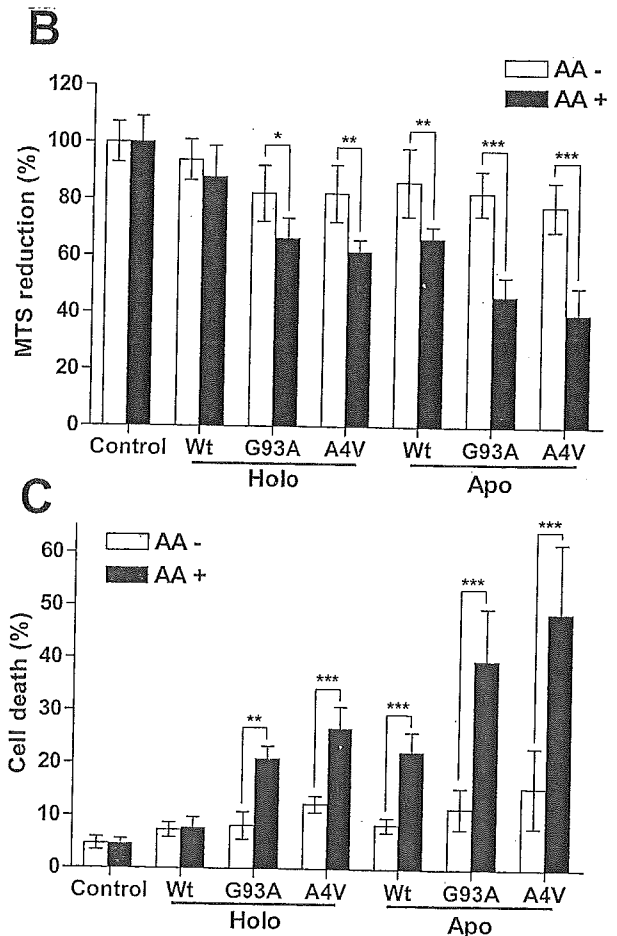 B
AA -
AA +
120
100
80
60
40
20
0
MTS reduction (%)
* ** ** *** ***
Control Wt G93A A4V Wt G93A A4V
Holo Apo
C
AA -
AA +
60
50
40
30
20
10
0
Cell death (%)
** *** *** *** ***
Control Wt G93A A4V Wt G93A A4V
Holo Apo